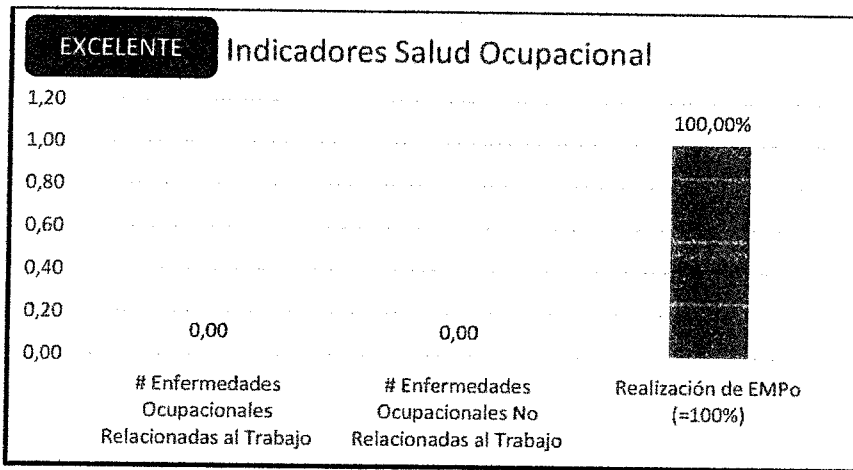 EXCELENTE
Indicadores Salud Ocupacional
1,20
1,00
0,80
0,60
0,40
0,20
0,00
100,00%
0,00
0,00
# Enfermedades
Ocupacionales
Relacionadas al Trabajo
# Enfermedades
Ocupacionales No
Relacionadas al Trabajo
Realización de EMPo
(=100%)